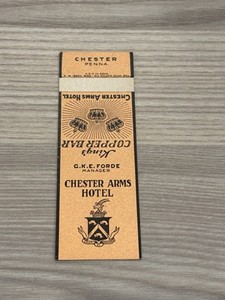 CHESTER
PENNA.
CHESTER ARMS HOTEL
King's
COPPER BAR
G.K.E. FORDE
MANAGER
CHESTER ARMS
HOTEL